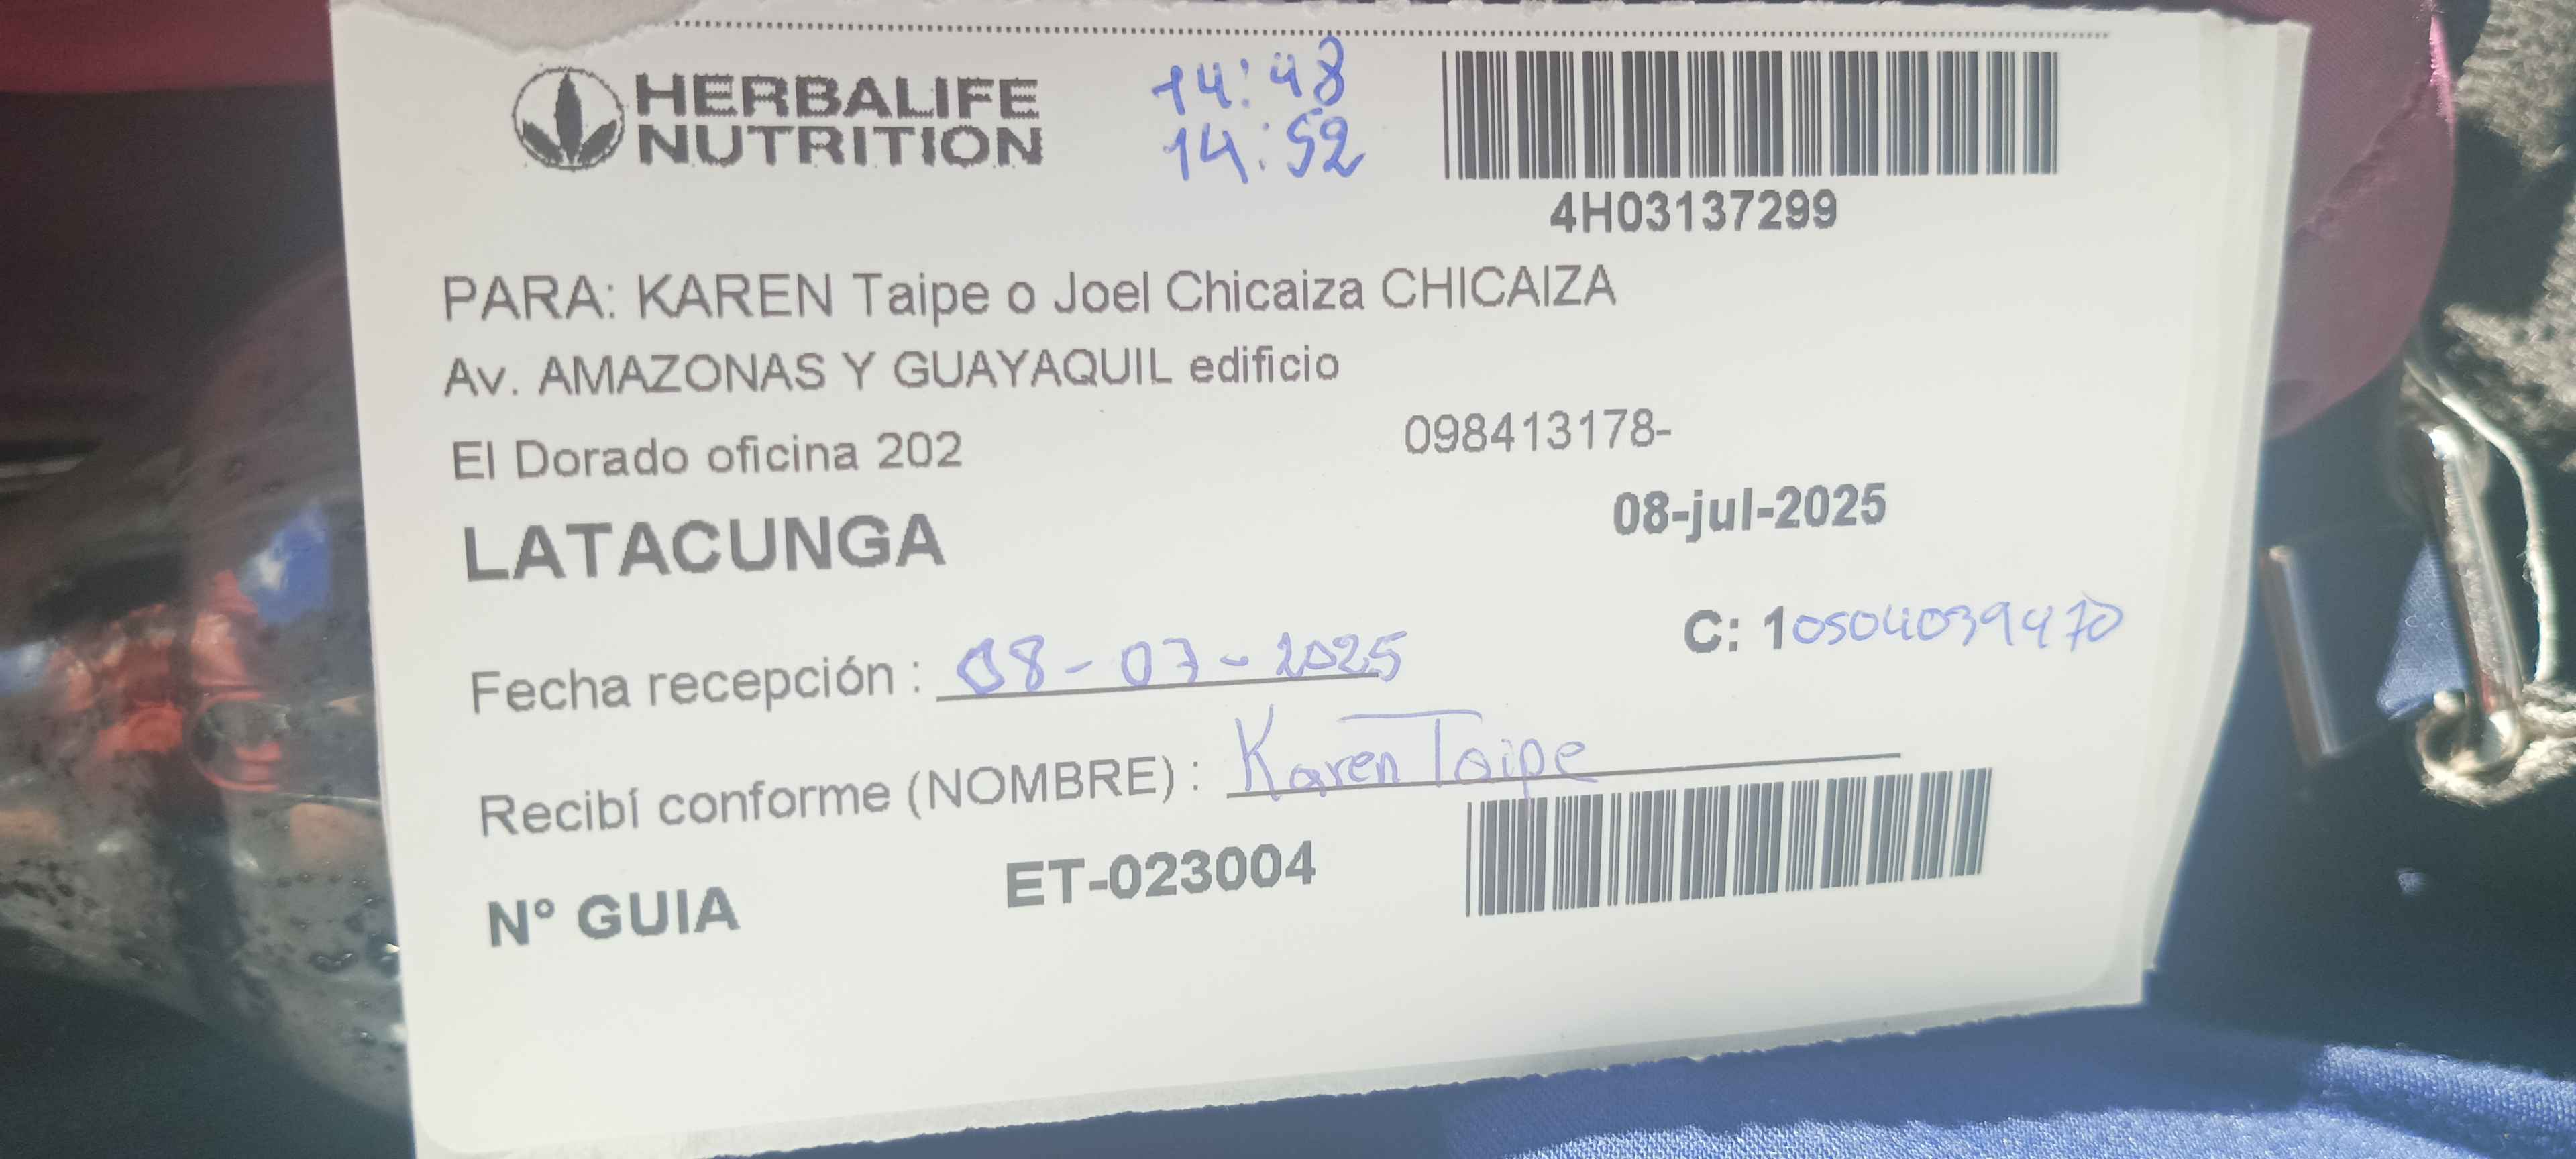 HERBALIFE
NUTRITION
14:48
14:52
4H03137299
PARA: KAREN Taipe o Joel Chicaiza CHICAIZA
Av. AMAZONAS Y GUAYAQUIL edificio
098413178-
El Dorado oficina 202
08-jul-2025
LATACUNGA
C: 10504039470
Fecha recepción : 08-07-2025
Recibí conforme (NOMBRE) : Karen Taipe
N° GUIA ET-023004